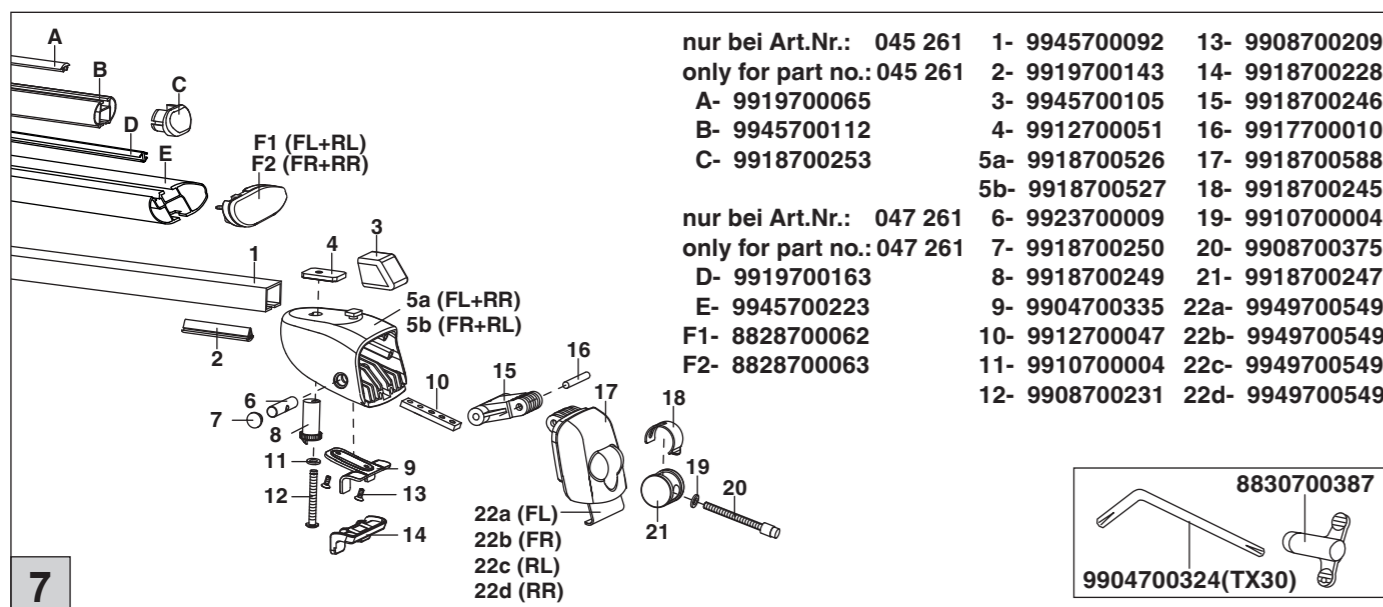 A
B
C
D
E
F1 (FL+RL)
F2 (FR+RR)
1
2
3
4
5a (FL+RR)
5b (FR+RL)
6
7
8
9
10
11
12
13
14
15
16
17
18
19
20
21
22a (FL)
22b (FR)
22c (RL)
22d (RR)
nur bei Art.Nr.: 045 261
only for part no.: 045 261
A- 9919700065
B- 9945700112
C- 9918700253
nur bei Art.Nr.: 047 261
only for part no.: 047 261
D- 9919700163
E- 9945700223
F1- 8828700062
F2- 8828700063
1- 9945700092
2- 9919700143
3- 9945700105
4- 9912700051
5a- 9918700526
5b- 9918700527
6- 9923700009
7- 9918700250
8- 9918700249
9- 9904700335
10- 9912700047
11- 9910700004
12- 9908700231
13- 9908700209
14- 9918700228
15- 9918700246
16- 9917700010
17- 9918700588
18- 9918700245
19- 9910700004
20- 9908700375
21- 9918700247
22a- 9949700549
22b- 9949700549
22c- 9949700549
22d- 9949700549
8830700387
9904700324(TX30)
7